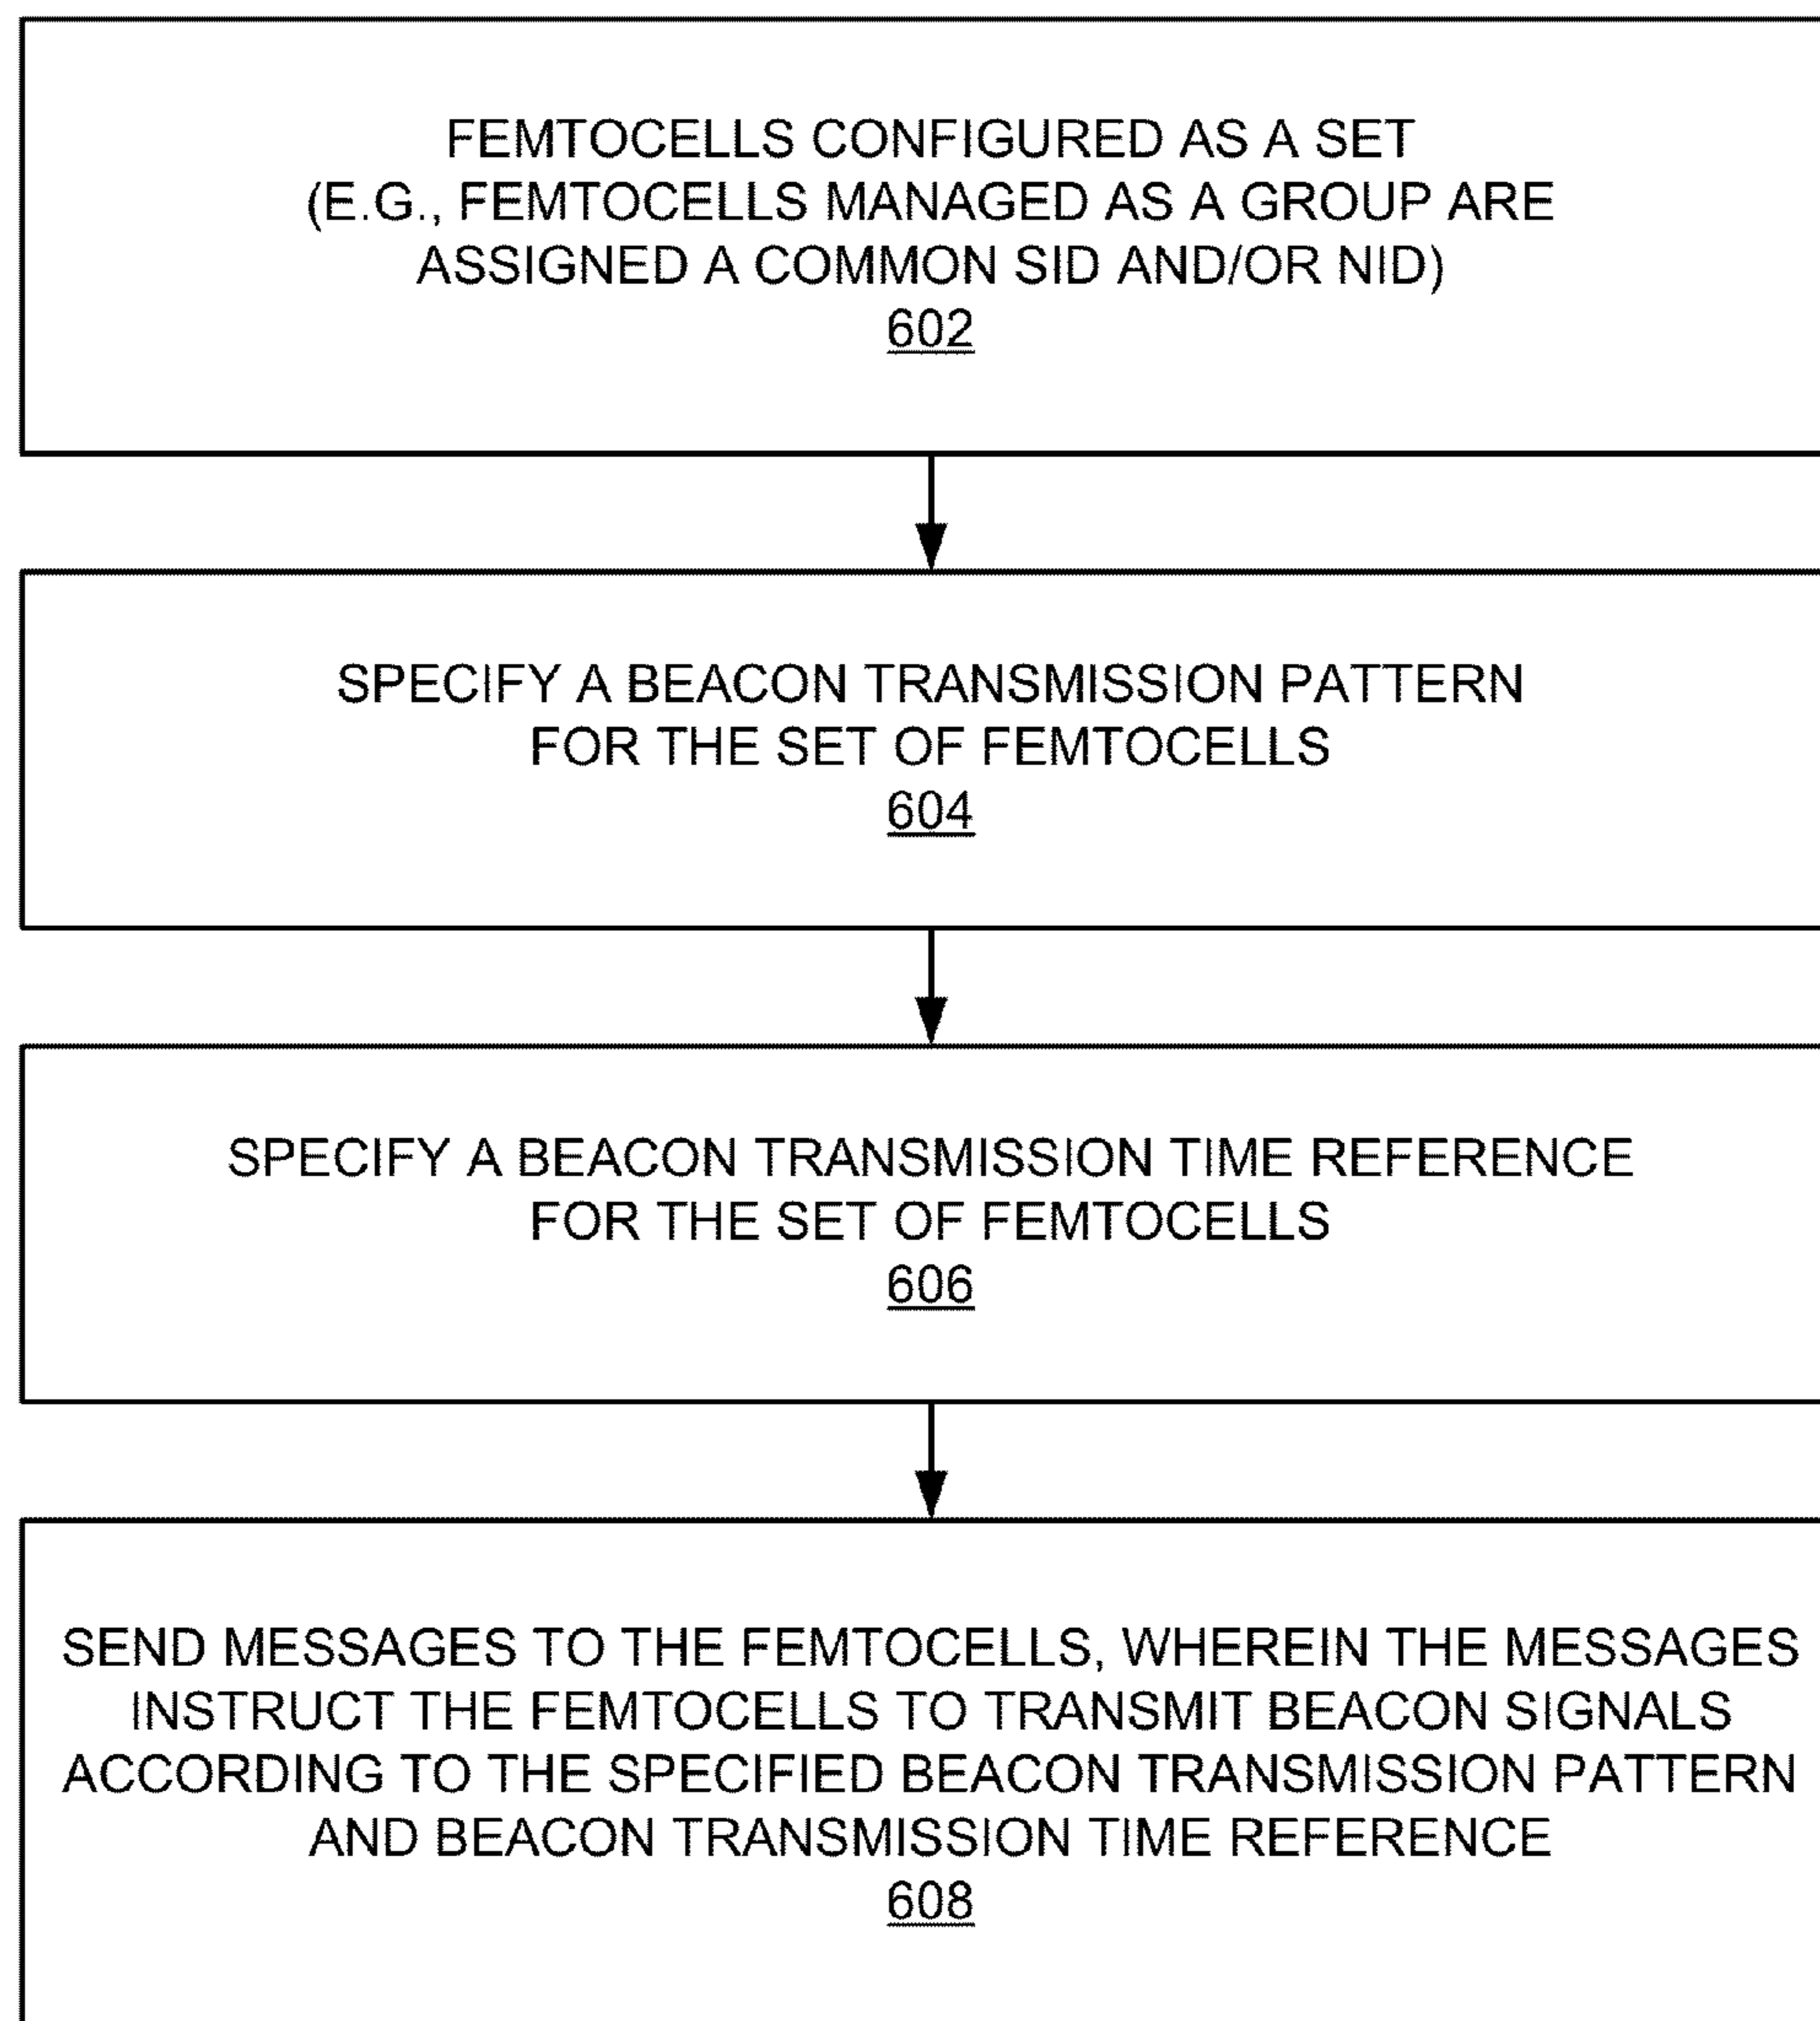 FEMTOCELLS CONFIGURED AS A SET
(E.G., FEMTOCELLS MANAGED AS A GROUP ARE
ASSIGNED A COMMON SID AND/OR NID)
602
SPECIFY A BEACON TRANSMISSION PATTERN
FOR THE SET OF FEMTOCELLS
604
SPECIFY A BEACON TRANSMISSION TIME REFERENCE
FOR THE SET OF FEMTOCELLS
606
SEND MESSAGES TO THE FEMTOCELLS, WHEREIN THE MESSAGES
INSTRUCT THE FEMTOCELLS TO TRANSMIT BEACON SIGNALS
ACCORDING TO THE SPECIFIED BEACON TRANSMISSION PATTERN
AND BEACON TRANSMISSION TIME REFERENCE
608